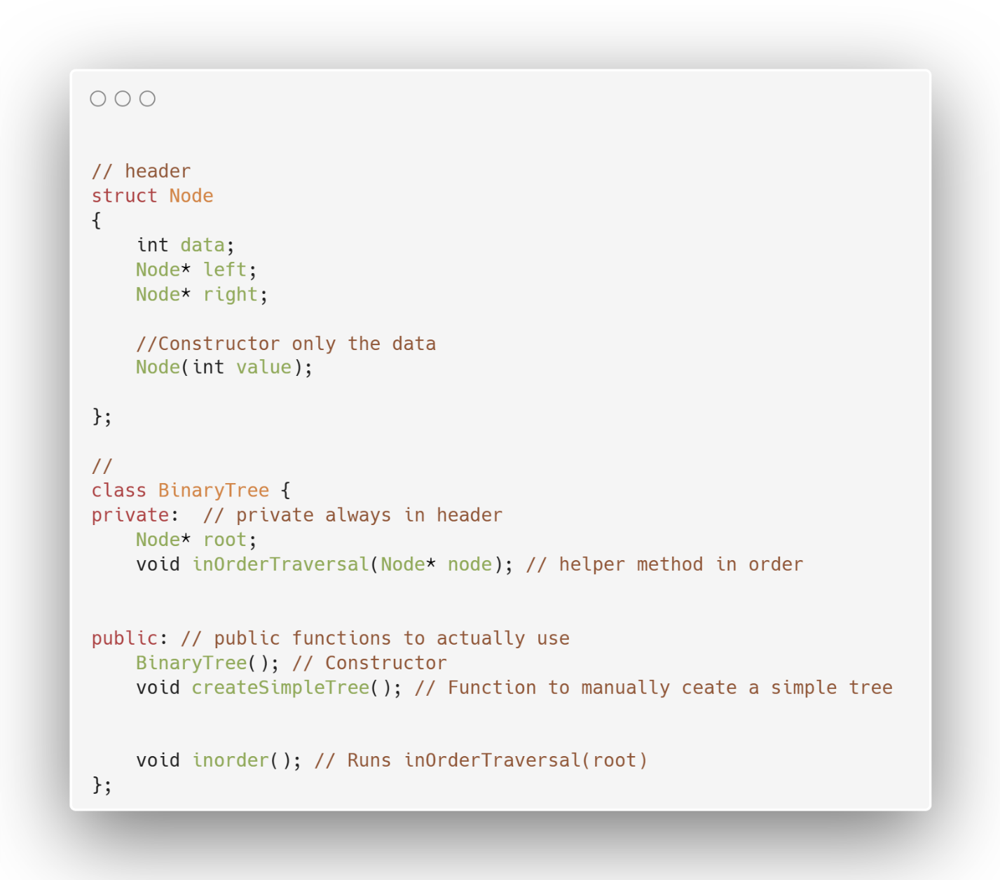 // header
struct Node
{
    int data;
    Node* left;
    Node* right;

    //Constructor only the data
    Node(int value);

};

//
class BinaryTree {
private:  // private always in header
    Node* root;
    void inOrderTraversal(Node* node); // helper method in order


public: // public functions to actually use
    BinaryTree(); // Constructor
    void createSimpleTree(); // Function to manually ceate a simple tree


    void inorder(); // Runs inOrderTraversal(root)
};